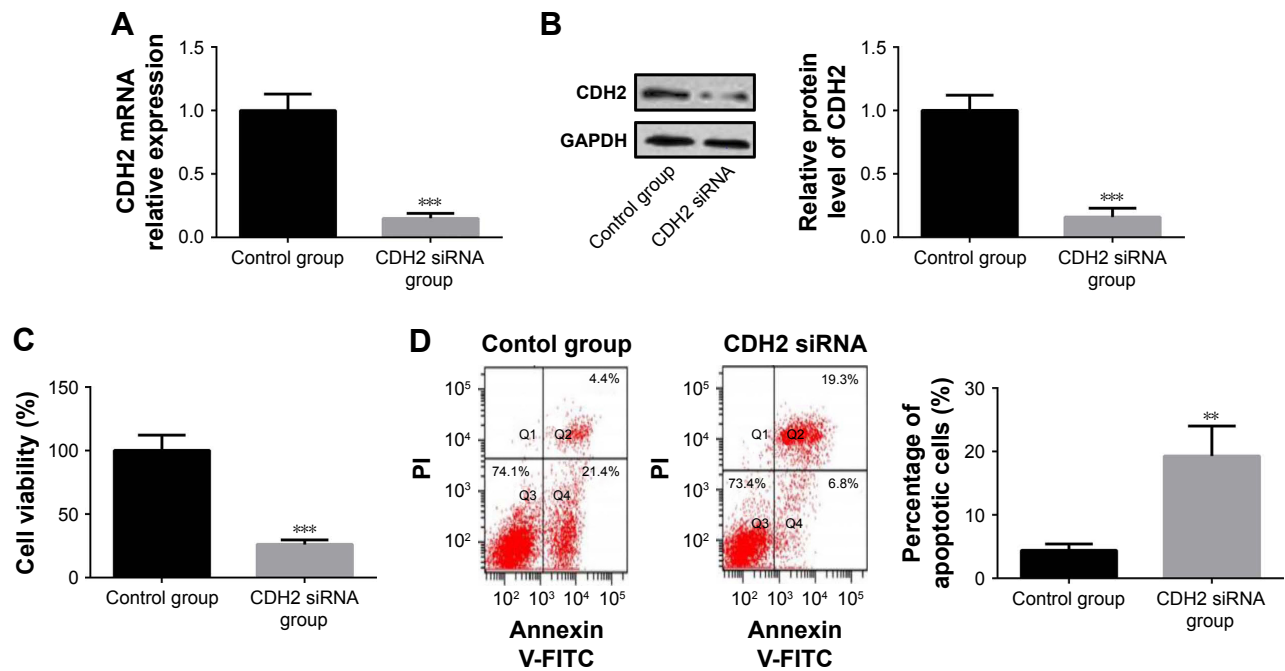 A
CDH2 mRNA
relative expression
1.5
1.0
0.5
0.0
***
Control group
CDH2 siRNA
group
B
CDH2
GAPDH
Control group
CDH2 siRNA
Relative protein
level of CDH2
1.5
1.0
0.5
0.0
***
Control group
CDH2 siRNA
group
C
Cell viability (%)
150
100
50
0
***
Control group
CDH2 siRNA
group
D
Contol group
PI
10⁵
10⁴
10³
10²
4.4%
Q1
Q2
74.1%
21.4%
Q3
Q4
10² 10³ 10⁴ 10⁵
Annexin
V-FITC
CDH2 siRNA
PI
10⁵
10⁴
10³
10²
19.3%
Q1
Q2
73.4%
6.8%
Q3
Q4
10² 10³ 10⁴ 10⁵
Annexin
V-FITC
Percentage of
apoptotic cells (%)
30
20
10
0
**
Control group
CDH2 siRNA
group